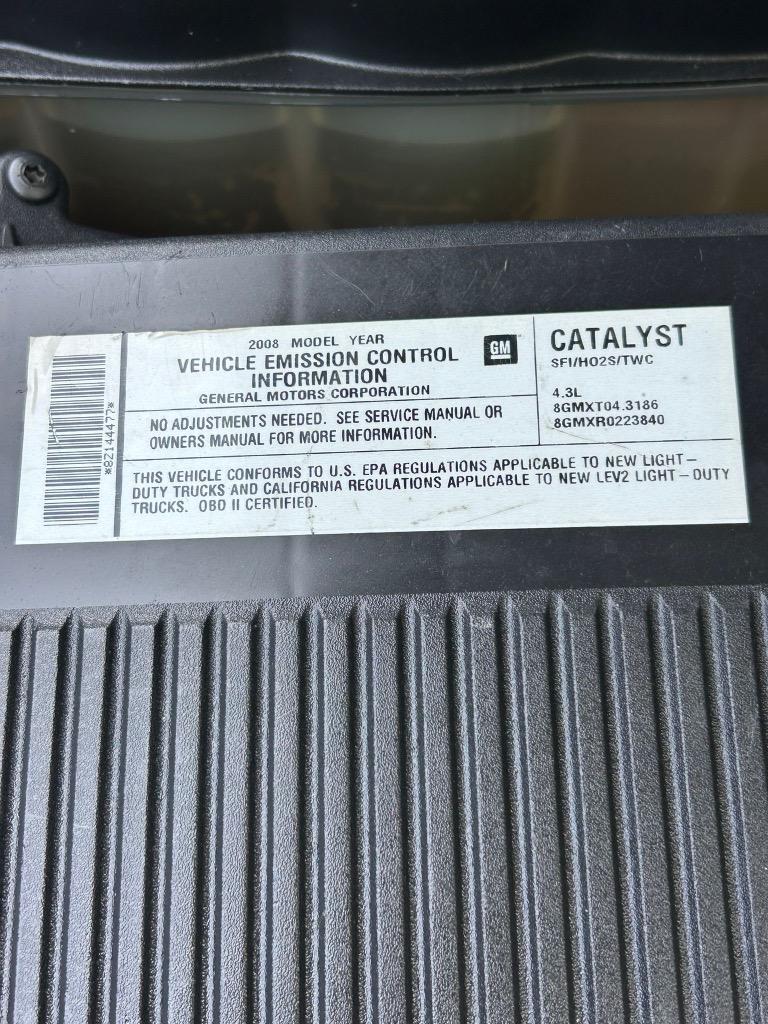 *82144477*
2008 MODEL YEAR
VEHICLE EMISSION CONTROL
INFORMATION
GENERAL MOTORS CORPORATION
GM
NO ADJUSTMENTS NEEDED. SEE SERVICE MANUAL OR
OWNERS MANUAL FOR MORE INFORMATION.
CATALYST
SFI/HO2S/TWC
4.3L
8GMXT04.3186
8GMXR0223840
THIS VEHICLE CONFORMS TO U.S. EPA REGULATIONS APPLICABLE TO NEW LIGHT-
DUTY TRUCKS AND CALIFORNIA REGULATIONS APPLICABLE TO NEW LEV2 LIGHT-DUTY
TRUCKS. OBD II CERTIFIED.